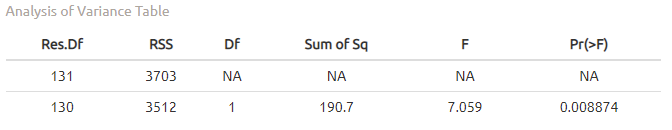 Analysis of Variance Table
Res.Df RSS Df Sum of Sq F Pr(>F)
131 3703 NA NA NA NA
130 3512 1 190.7 7.059 0.008874